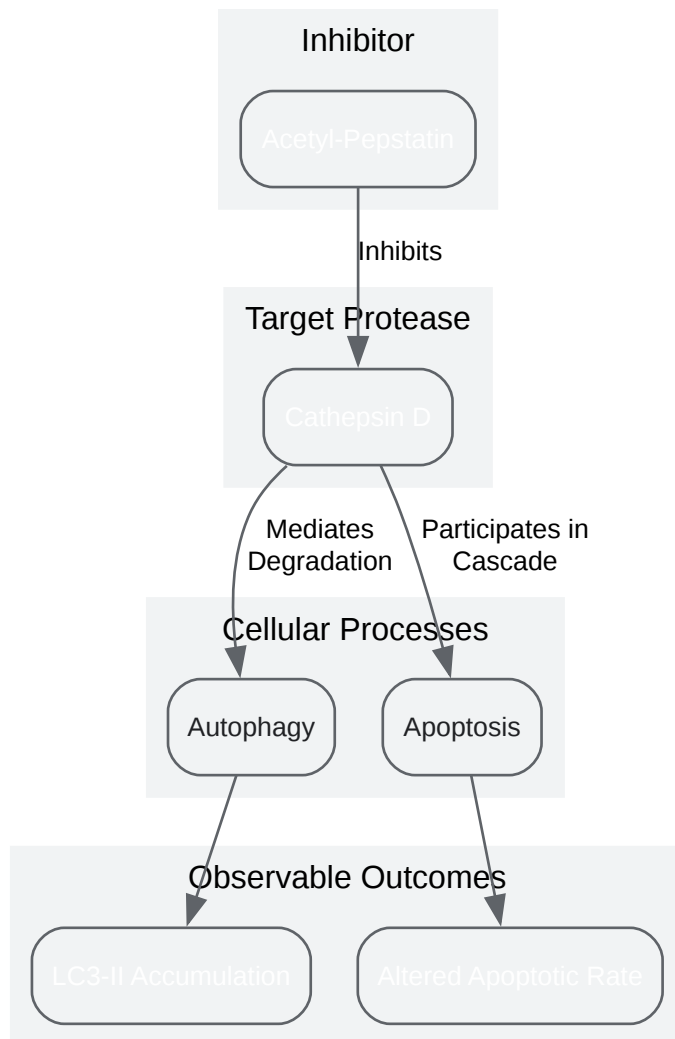 Inhibitor
Acetyl-Pepstatin
Inhibits
Target Protease
Cathepsin D
Mediates
Degradation
Participates in
Cascade
Cellular Processes
Autophagy
Apoptosis
Observable Outcomes
LC3-II Accumulation
Altered Apoptotic Rate